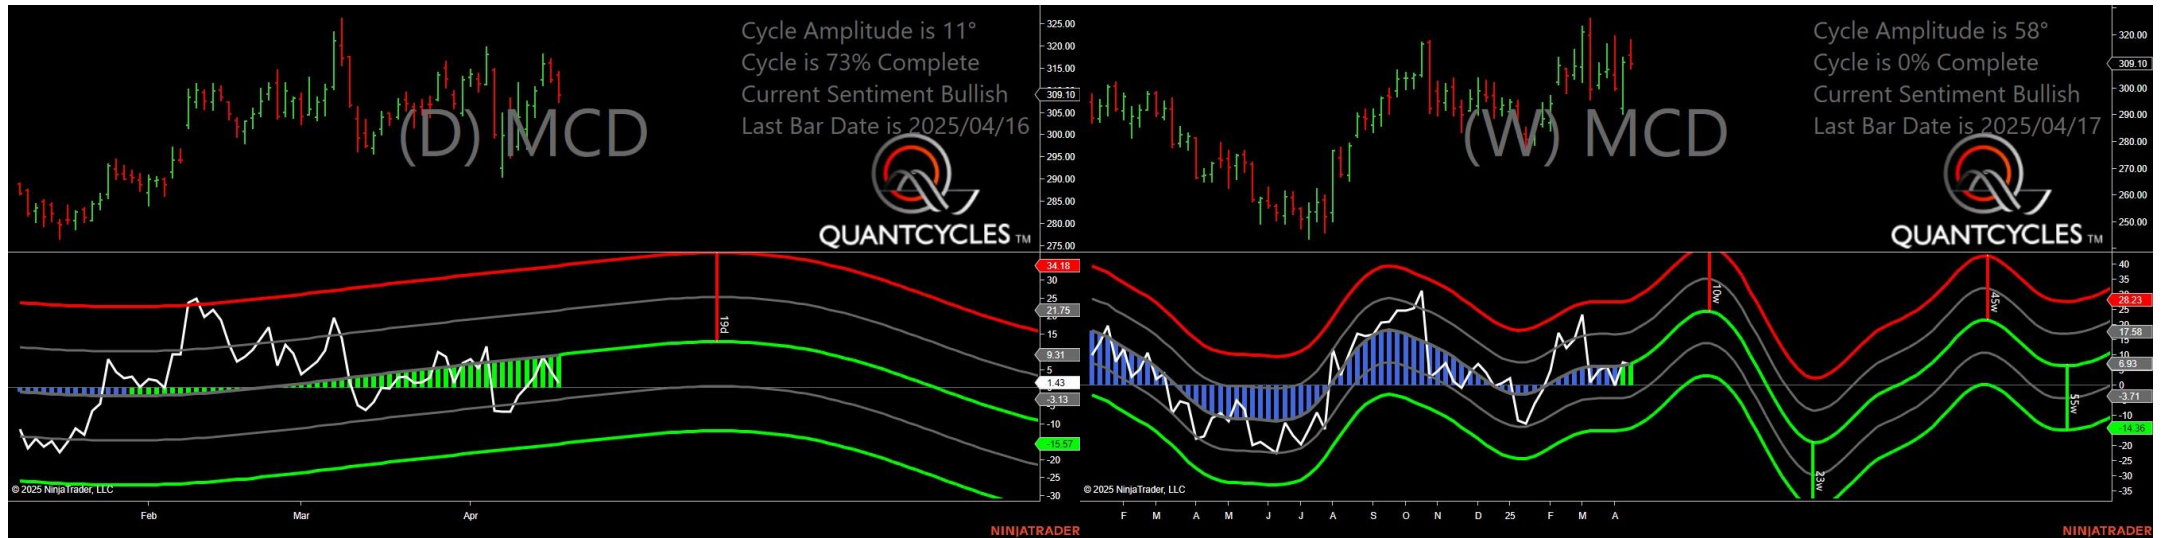 Cycle Amplitude is 11°
Cycle is 73% Complete
Current Sentiment Bullish
Last Bar Date is 2025/04/16
(D) MCD
QUANTCYCLES TM
325.00
320.00
315.00
309.10
305.00
300.00
295.00
290.00
285.00
280.00
275.00
34.18
30
25
21.75
15
9.31
5
1.43
-3.13
-10
-15.57
-20
-25
-30
19d
© 2025 NinjaTrader, LLC
Feb
Mar
Apr
NINJATRADER
Cycle Amplitude is 58°
Cycle is 0% Complete
Current Sentiment Bullish
Last Bar Date is 2025/04/17
(W) MCD
QUANTCYCLES TM
320.00
309.10
300.00
290.00
280.00
270.00
260.00
250.00
40
35
28.23
20
17.58
10
6.93
0
-3.71
-10
-14.36
-20
-25
-30
-35
10w
45w
55w
23w
© 2025 NinjaTrader, LLC
F
M
A
M
J
J
A
S
O
N
D
25
F
M
A
NINJATRADER